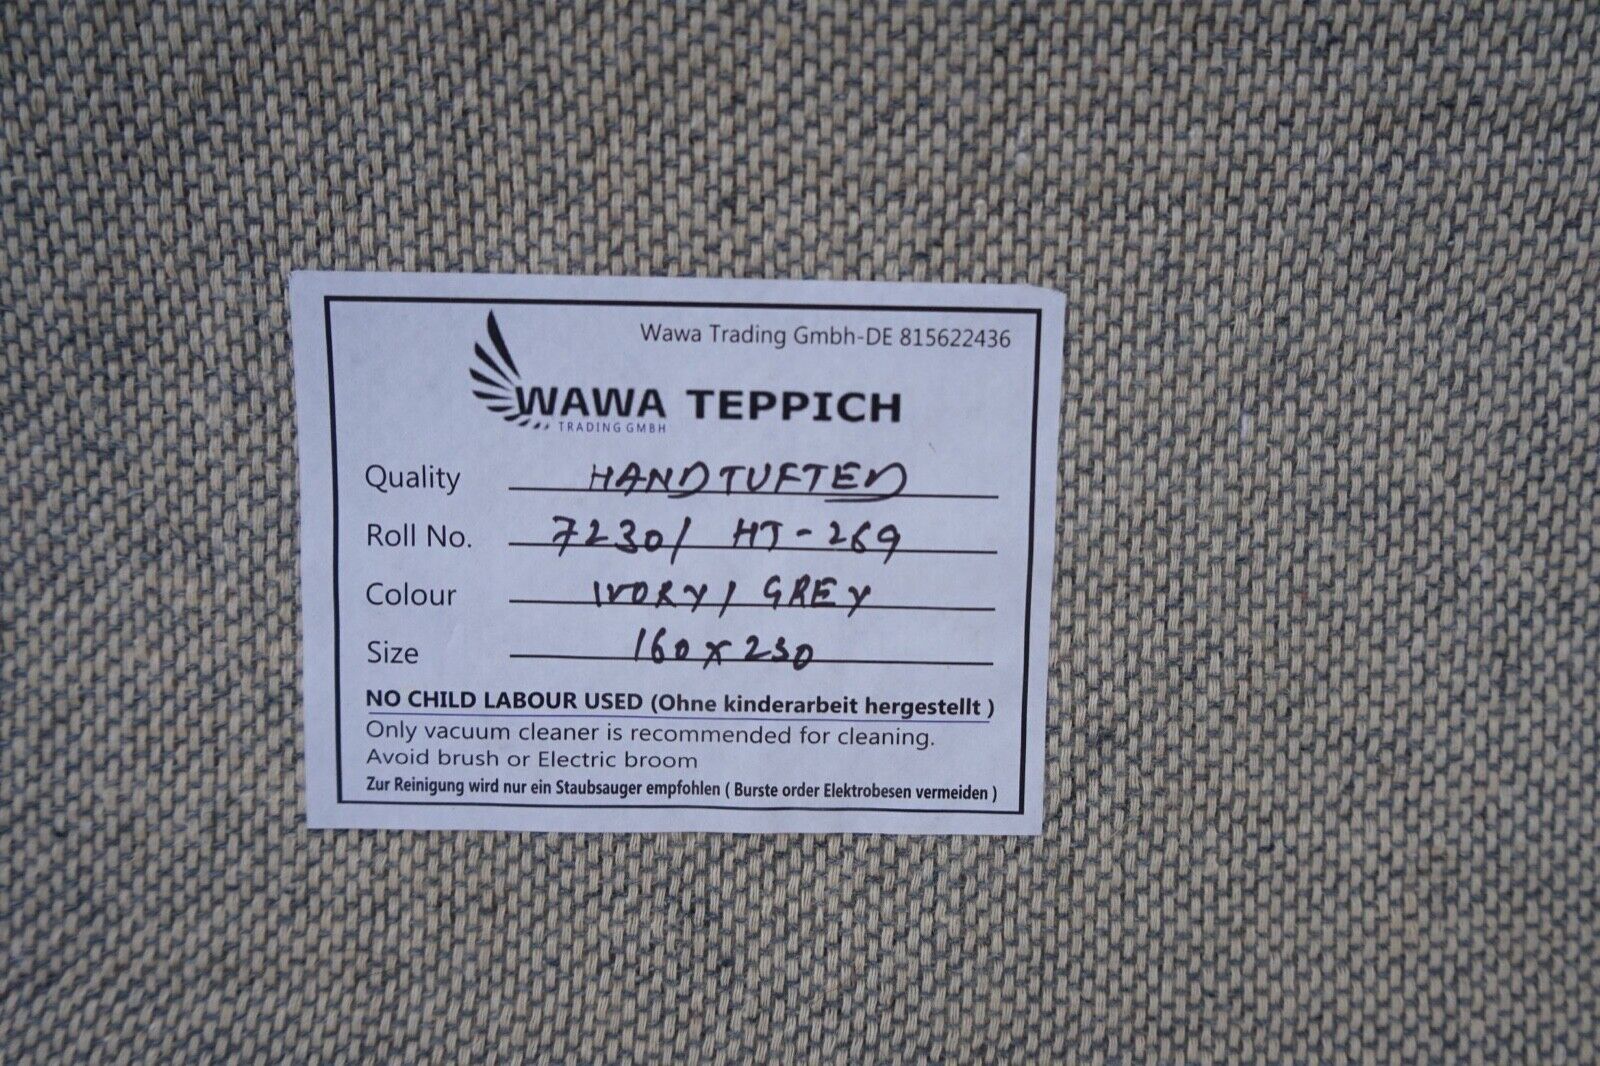 Wawa Trading Gmbh-DE 815622436
WAWA TEPPICH
TRADING GMBH
Quality HANDTUFTED
Roll No. 7230/ HT-269
Colour IVORY/ GREY
Size 160 x 230
NO CHILD LABOUR USED (Ohne kinderarbeit hergestellt )
Only vacuum cleaner is recommended for cleaning.
Avoid brush or Electric broom
Zur Reinigung wird nur ein Staubsauger empfohlen ( Burste order Elektrobesen vermeiden )